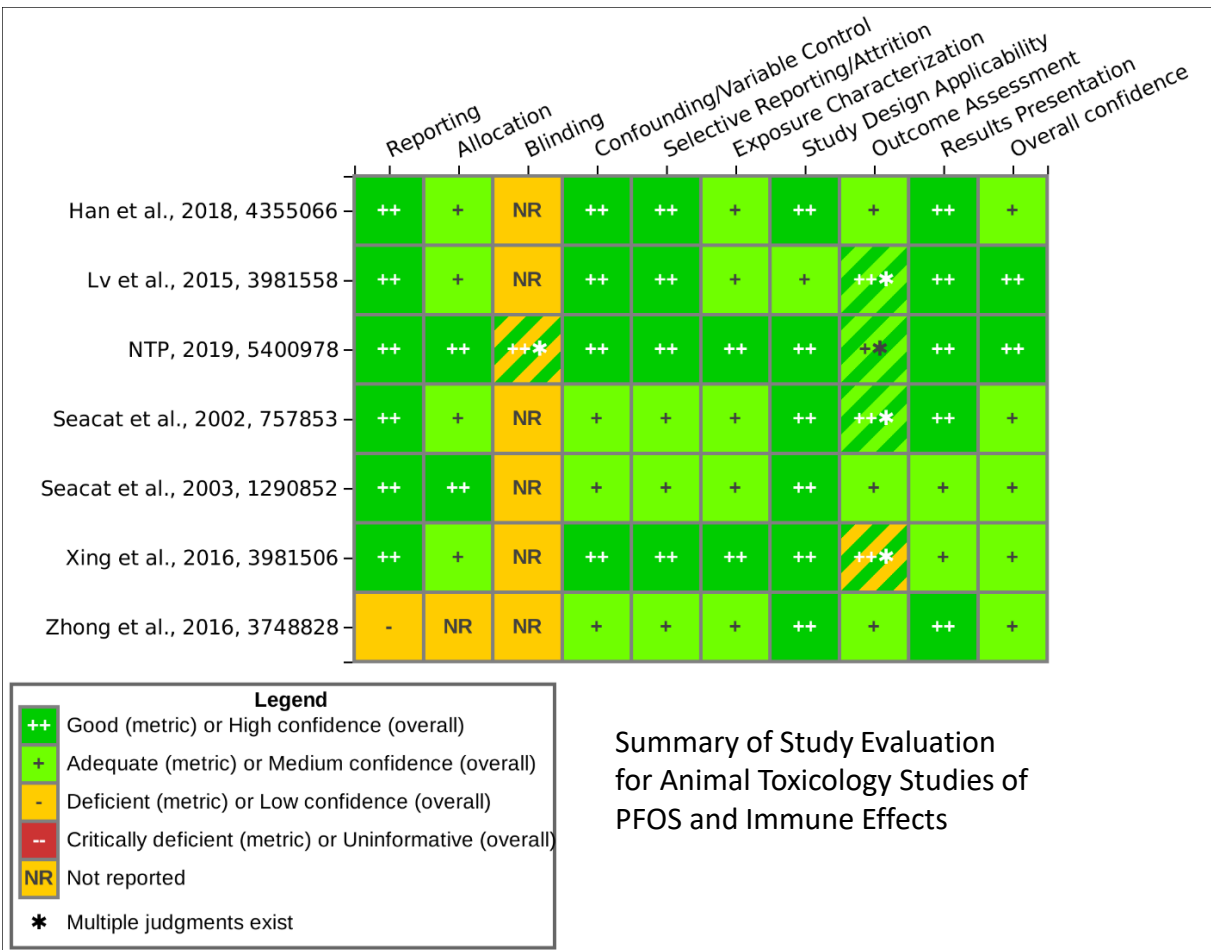 Reporting
Allocation
Blinding
Confounding/Variable Control
Selective Reporting/Attrition
Exposure Characterization
Study Design Applicability
Outcome Assessment
Results Presentation
Overall confidence
Han et al., 2018, 4355066 ++ + NR ++ ++ + ++ + ++ +
Lv et al., 2015, 3981558 ++ + NR ++ ++ + + ++✱ ++ ++
NTP, 2019, 5400978 ++ ++ ++✱ ++ ++ ++ ++ +✱ ++ ++
Seacat et al., 2002, 757853 ++ + NR + + + ++ ++✱ ++ +
Seacat et al., 2003, 1290852 ++ ++ NR + + + ++ + + +
Xing et al., 2016, 3981506 ++ + NR ++ ++ ++ ++ ++✱ + +
Zhong et al., 2016, 3748828 - NR NR + + + ++ + ++ +
Legend
++ Good (metric) or High confidence (overall)
+ Adequate (metric) or Medium confidence (overall)
- Deficient (metric) or Low confidence (overall)
-- Critically deficient (metric) or Uninformative (overall)
NR Not reported
✱ Multiple judgments exist
Summary of Study Evaluation
for Animal Toxicology Studies of
PFOS and Immune Effects